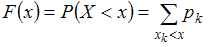 F(x) = P(X < x) = ∑ p_k
x_k<x